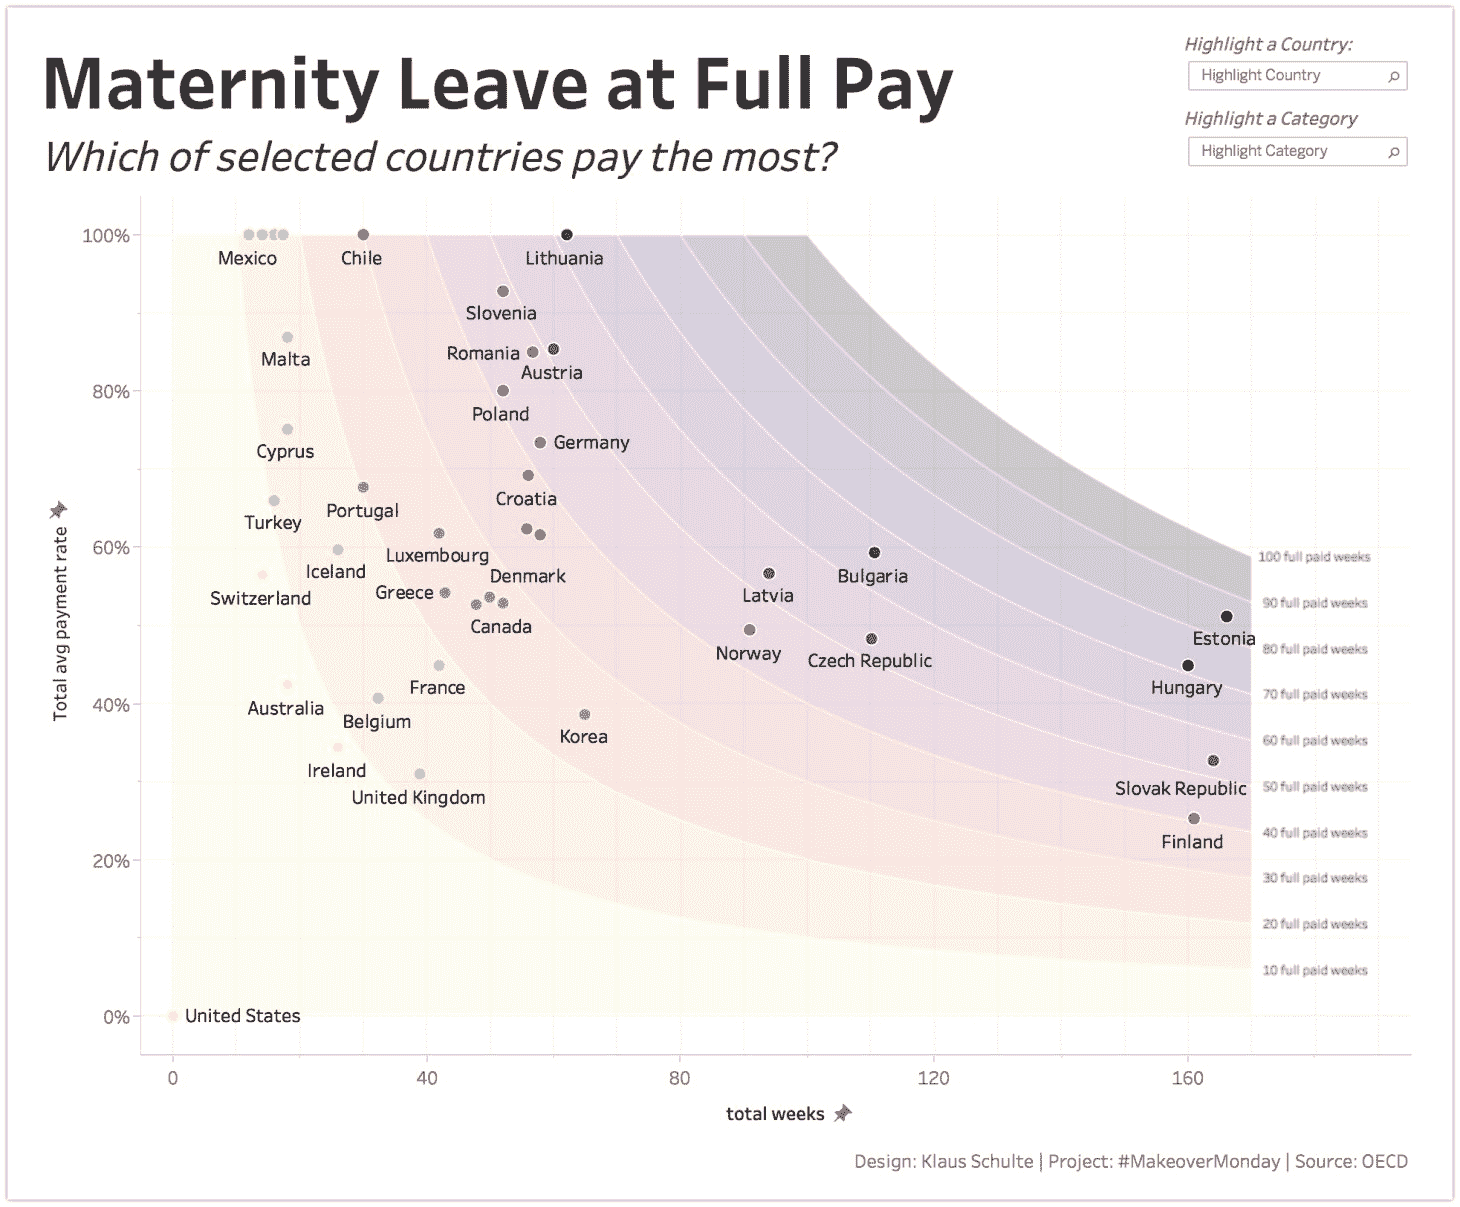 Highlight a Country:
Highlight Country
Maternity Leave at Full Pay
Highlight a Category
Highlight Category
Which of selected countries pay the most?
100%
Mexico
Chile
Lithuania
Slovenia
Romania
Malta
Austria
80%
Poland
Germany
Cyprus
Croatia
Portugal
Turkey
60%
Luxembourg
100 full paid weeks
Iceland
Denmark
Bulgaria
Greece
Latvia
Switzerland
90 full paid weeks
Canada
Estonia
80 full paid weeks
Norway
Czech Republic
France
Hungary
70 full paid weeks
40%
Australia
Belgium
Korea
60 full paid weeks
Ireland
Slovak Republic
50 full paid weeks
United Kingdom
40 full paid weeks
Finland
20%
30 full paid weeks
20 full paid weeks
10 full paid weeks
0%
United States
Total avg payment rate
0
40
80
120
160
total weeks
Design: Klaus Schulte | Project: #MakeoverMonday | Source: OECD